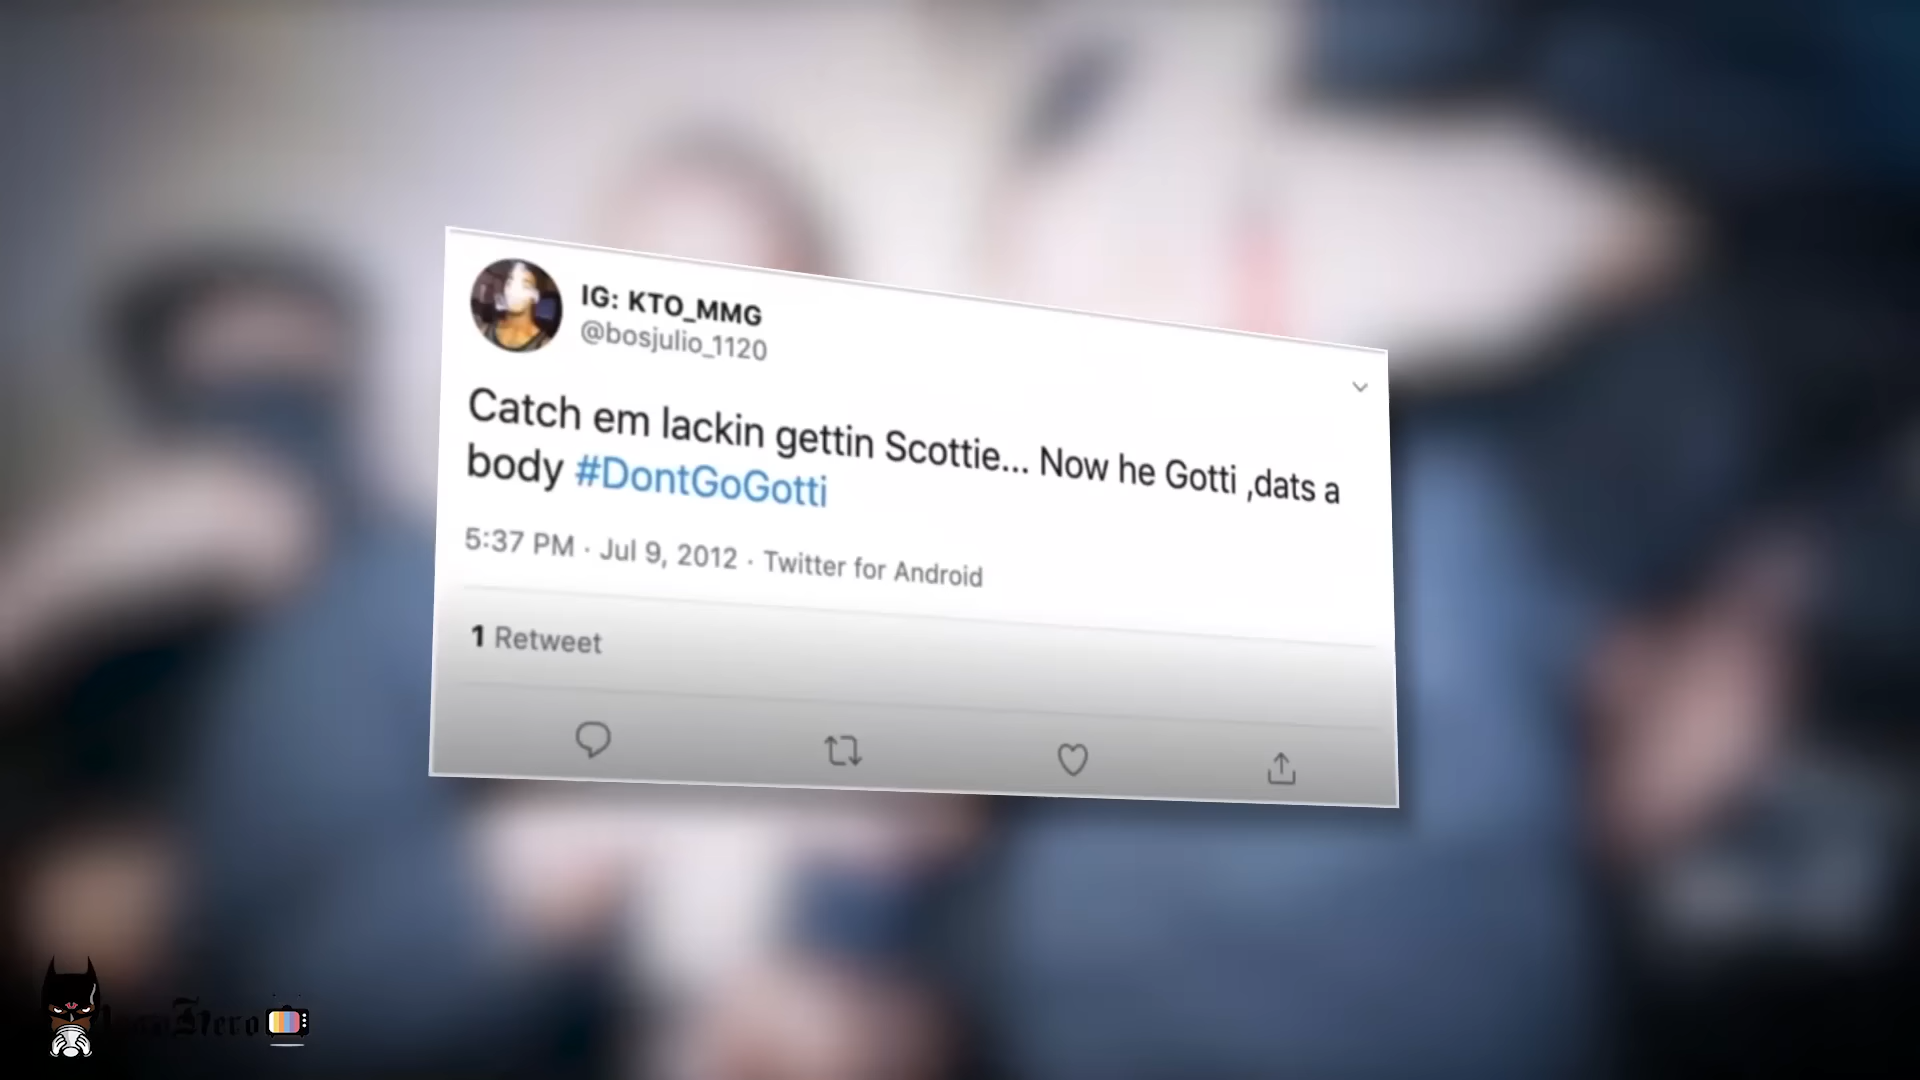 IG: KTO_MMG
@bosjulio_1120
Catch em lackin gettin Scottie... Now he Gotti ,dats a
body #DontGoGotti
5:37 PM · Jul 9, 2012 · Twitter for Android
1 Retweet